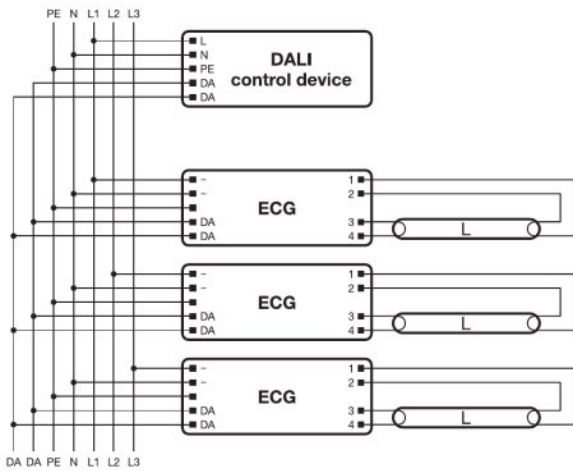 PE N L1 L2 L3
L
N
PE
DA
DA
DALI
control device
~
~
DA
DA
ECG
1
2
3
4
L
~
~
DA
DA
ECG
1
2
3
4
L
~
~
DA
DA
ECG
1
2
3
4
L
DA DA PE N L1 L2 L3